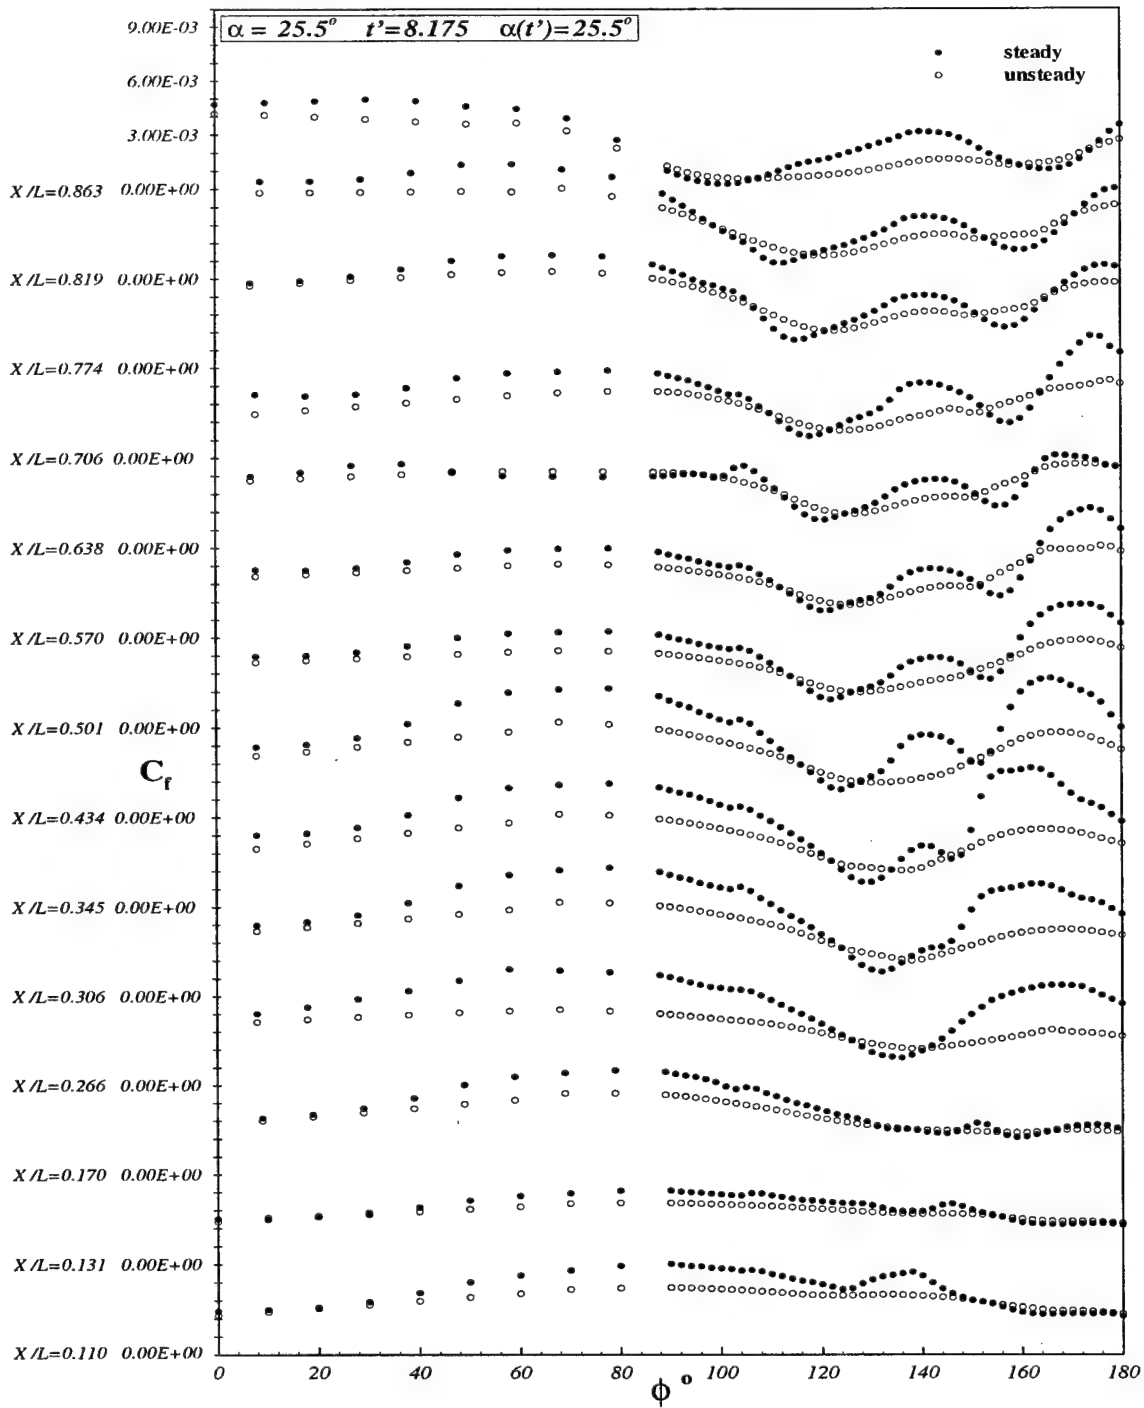 α = 25.5° t'=8.175 α(t')=25.5°
9.00E-03
steady
unsteady
6.00E-03
3.00E-03
X/L=0.863 0.00E+00
X/L=0.819 0.00E+00
X/L=0.774 0.00E+00
X/L=0.706 0.00E+00
X/L=0.638 0.00E+00
X/L=0.570 0.00E+00
X/L=0.501 0.00E+00
C_f
X/L=0.434 0.00E+00
X/L=0.345 0.00E+00
X/L=0.306 0.00E+00
X/L=0.266 0.00E+00
X/L=0.170 0.00E+00
X/L=0.131 0.00E+00
X/L=0.110 0.00E+00
0 20 40 60 80 100 120 140 160 180
ϕ °